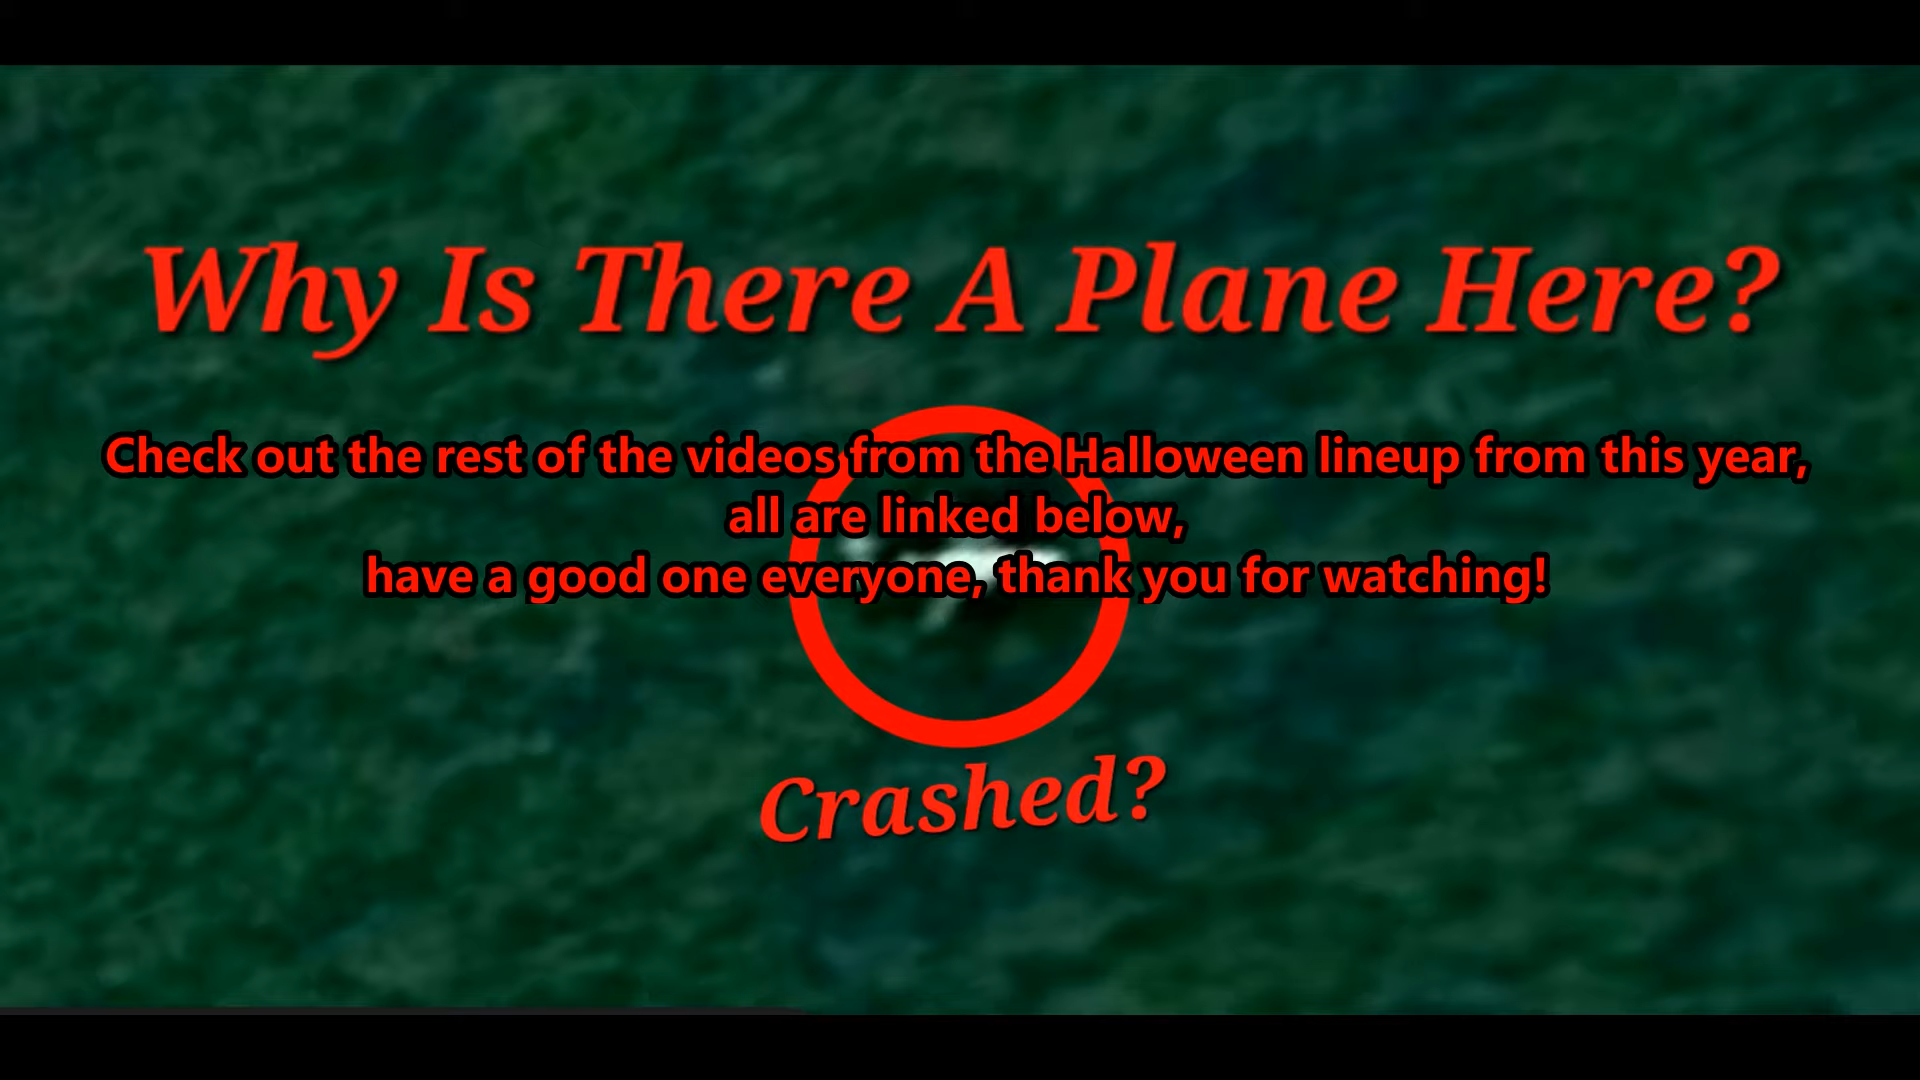 Why Is There A Plane Here?
Check out the rest of the videos from the Halloween lineup from this year,
all are linked below,
have a good one everyone, thank you for watching!
Crashed?